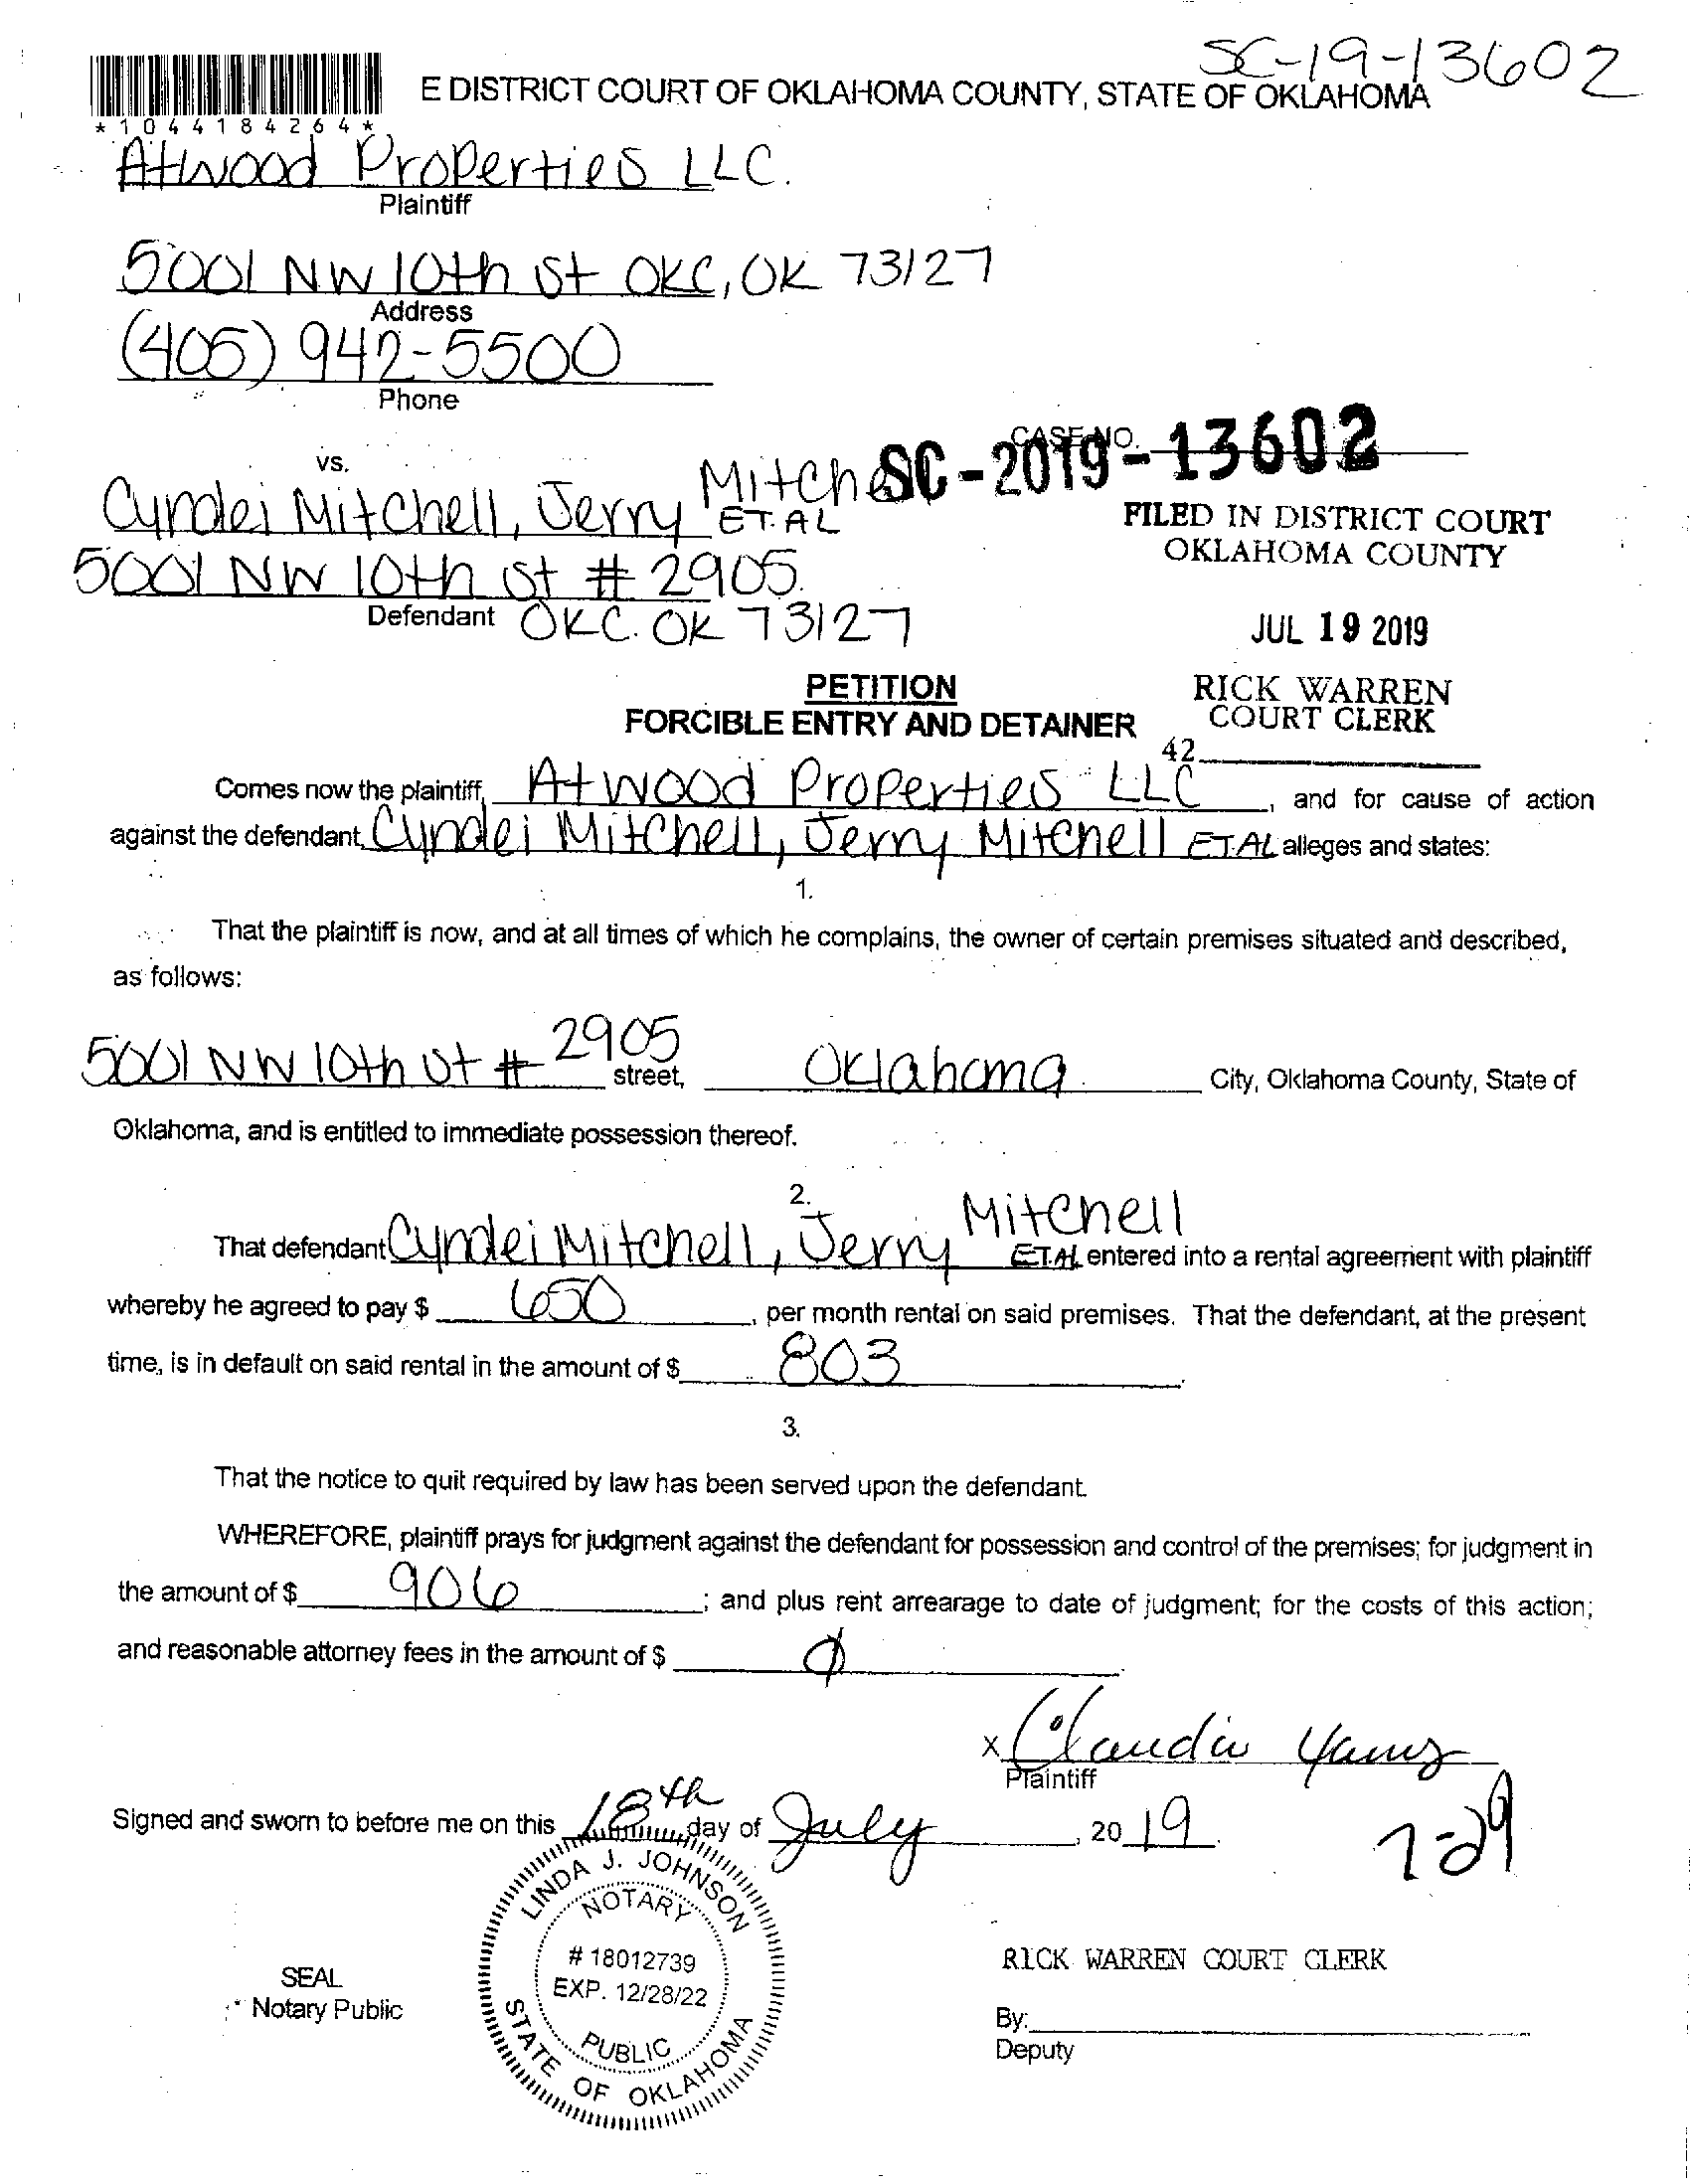 SC-19-13602
E DISTRICT COURT OF OKLAHOMA COUNTY, STATE OF OKLAHOMA
*1044184264*
Atwood Properties LLC.
Plaintiff
5001 NW 10th St OKC, OK 73127
Address
(405) 942-5500
Phone
CASE NO.
SC-2019-13602
vs.
Cyndei Mitchell, Jerry Mitchell ET.AL
FILED IN DISTRICT COURT
OKLAHOMA COUNTY
5001 NW 10th St # 2905.
Defendant OKC. OK 73127
JUL 19 2019
PETITION
FORCIBLE ENTRY AND DETAINER
RICK WARREN
COURT CLERK
42
Comes now the plaintiff, Atwood Properties LLC, and for cause of action
against the defendant, Cyndei Mitchell, Jerry Mitchell ET.AL alleges and states:
1.
That the plaintiff is now, and at all times of which he complains, the owner of certain premises situated and described,
as follows:
5001 NW 10th St # 2905 street, Oklahoma City, Oklahoma County, State of
Oklahoma, and is entitled to immediate possession thereof.
2.
That defendant Cyndei Mitchell, Jerry Mitchell ET.AL entered into a rental agreement with plaintiff
whereby he agreed to pay $ 650, per month rental on said premises. That the defendant, at the present
time, is in default on said rental in the amount of $ 803.
3.
That the notice to quit required by law has been served upon the defendant.
WHEREFORE, plaintiff prays for judgment against the defendant for possession and control of the premises; for judgment in
the amount of $ 906; and plus rent arrearage to date of judgment; for the costs of this action;
and reasonable attorney fees in the amount of $ 0
x Claudia
Plaintiff
Signed and sworn to before me on this 18th day of July, 2019
7-29
LINDA J. JOHNSON
NOTARY
# 18012739
EXP. 12/28/22
PUBLIC
STATE OF OKLAHOMA
SEAL
Notary Public
RICK WARREN COURT CLERK
By:
Deputy